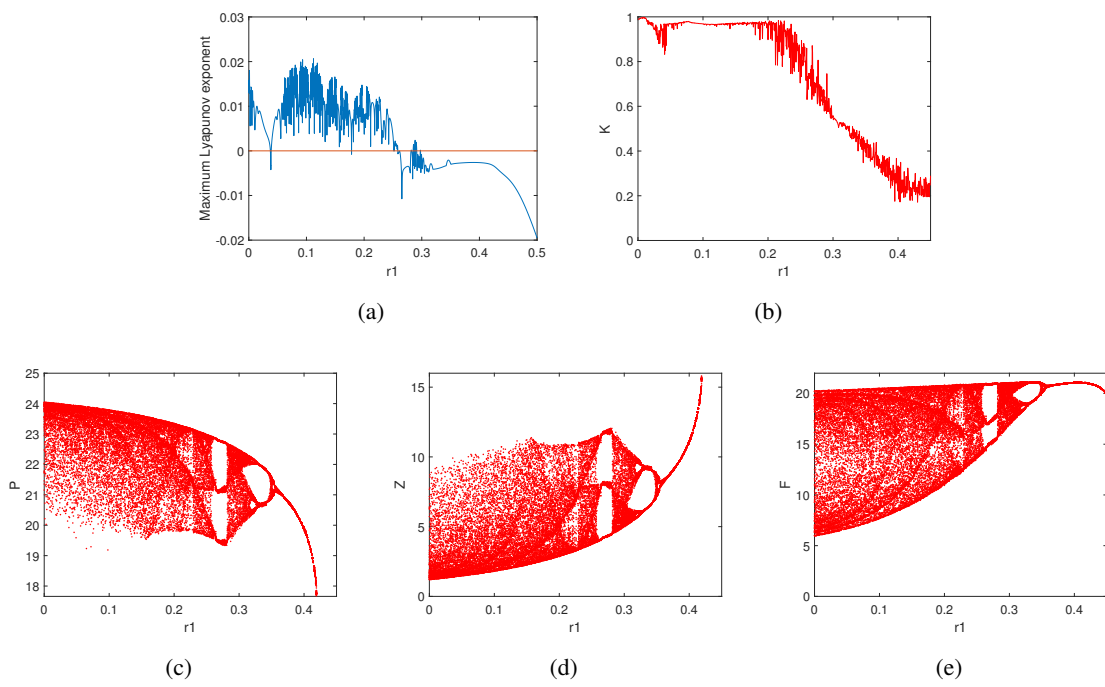 0.03
0.02
0.01
0
-0.01
-0.02
Maximum Lyapunov exponent
0 0.1 0.2 0.3 0.4 0.5
r1
(a)
1
0.8
0.6
0.4
0.2
0
K
0 0.1 0.2 0.3 0.4
r1
(b)
25
24
23
22
21
20
19
18
P
0 0.1 0.2 0.3 0.4
r1
(c)
15
10
5
0
Z
0 0.1 0.2 0.3 0.4
r1
(d)
20
15
10
5
0
F
0 0.1 0.2 0.3 0.4
r1
(e)